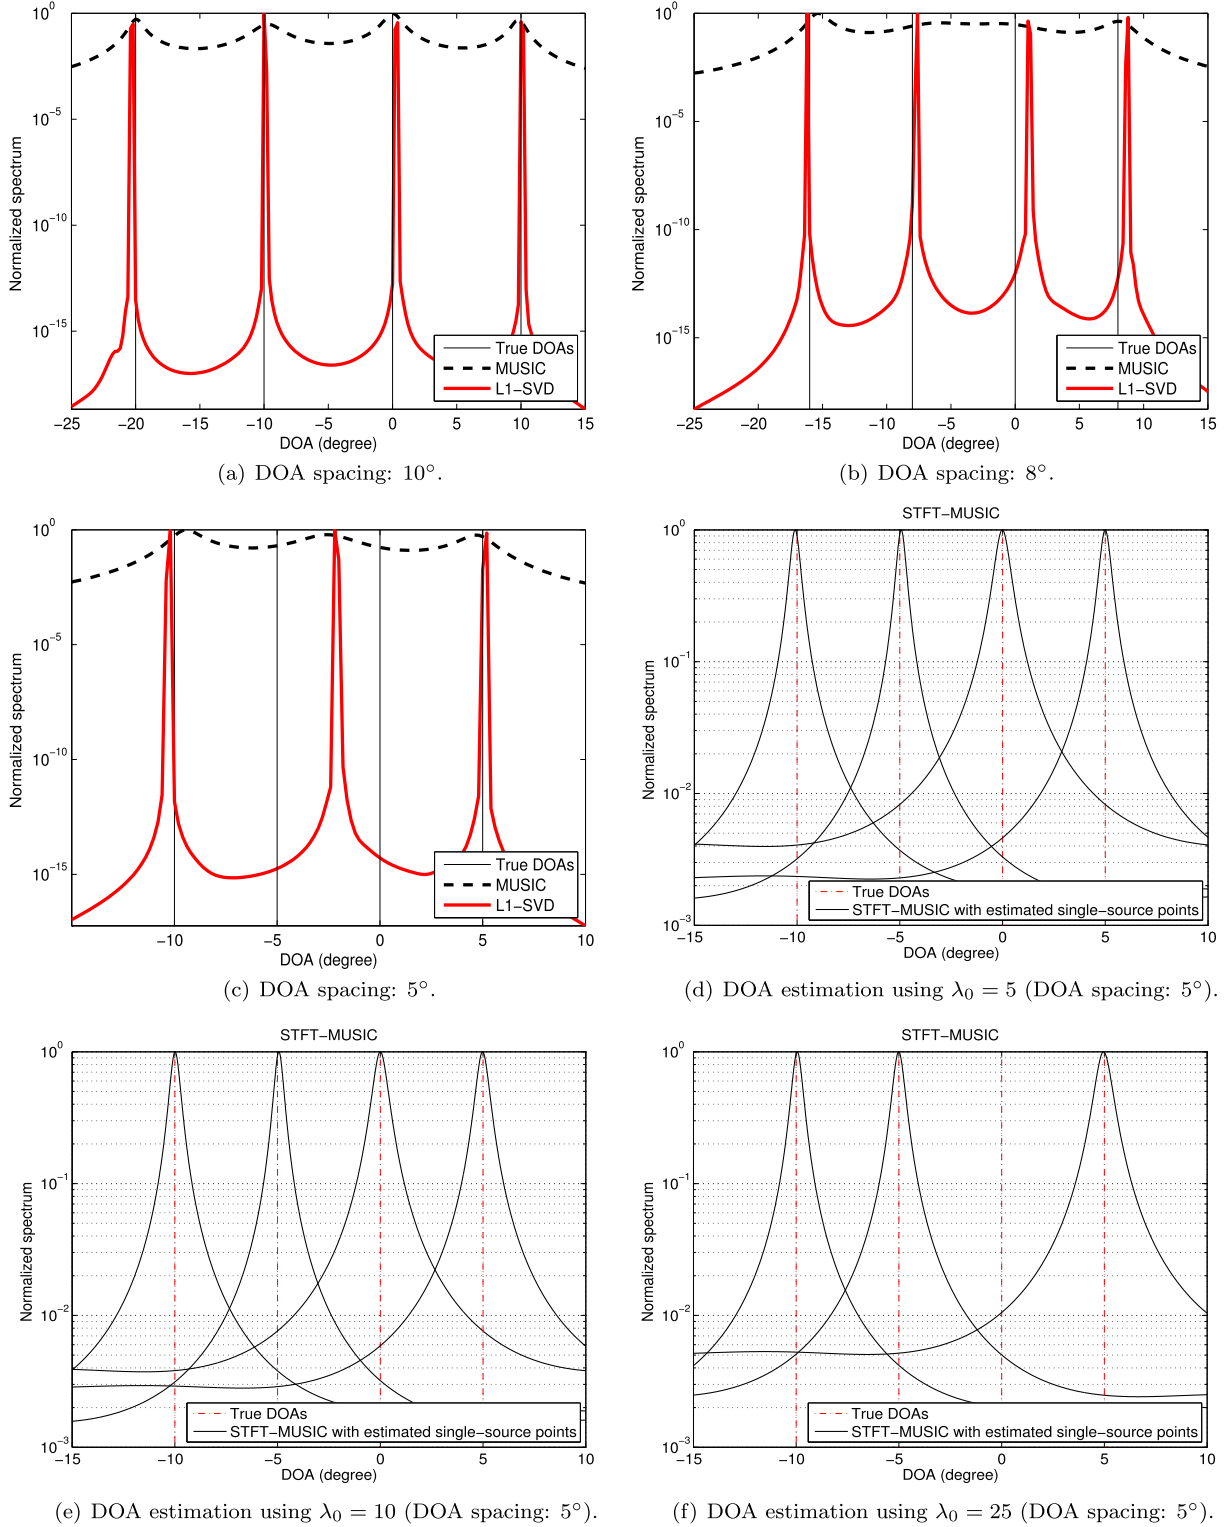 10^0
10^−5
10^−10
10^−15
Normalized spectrum
True DOAs
MUSIC
L1−SVD
−25 −20 −15 −10 −5 0 5 10 15
DOA (degree)
(a) DOA spacing: 10°.
10^0
10^−5
10^−10
10^−15
Normalized spectrum
True DOAs
MUSIC
L1−SVD
−25 −20 −15 −10 −5 0 5 10 15
DOA (degree)
(b) DOA spacing: 8°.
10^0
10^−5
10^−10
10^−15
Normalized spectrum
True DOAs
MUSIC
L1−SVD
−10 −5 0 5 10
DOA (degree)
(c) DOA spacing: 5°.
STFT−MUSIC
10^0
10^−1
10^−2
10^−3
Normalized spectrum
True DOAs
STFT−MUSIC with estimated single−source points
−15 −10 −5 0 5 10
DOA (degree)
(d) DOA estimation using λ₀ = 5 (DOA spacing: 5°).
STFT−MUSIC
10^0
10^−1
10^−2
10^−3
Normalized spectrum
True DOAs
STFT−MUSIC with estimated single−source points
−15 −10 −5 0 5 10
DOA (degree)
(e) DOA estimation using λ₀ = 10 (DOA spacing: 5°).
STFT−MUSIC
10^0
10^−1
10^−2
10^−3
Normalized spectrum
True DOAs
STFT−MUSIC with estimated single−source points
−15 −10 −5 0 5 10
DOA (degree)
(f) DOA estimation using λ₀ = 25 (DOA spacing: 5°).